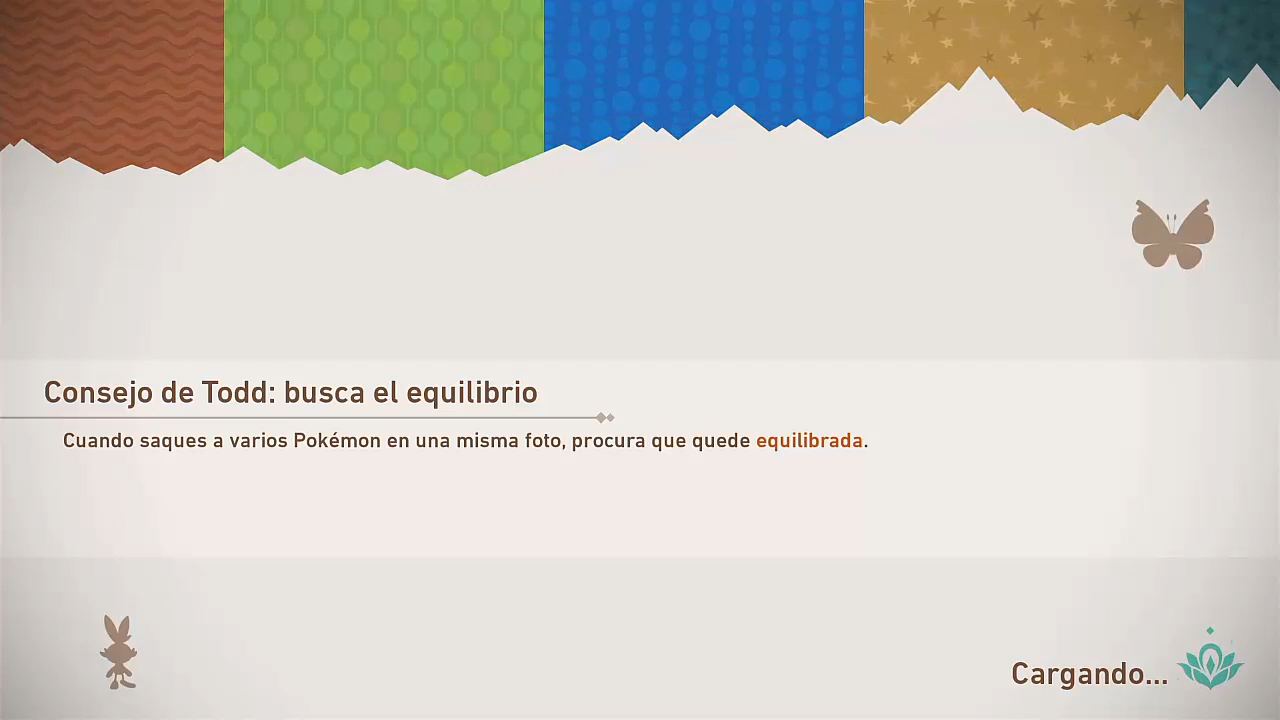 Consejo de Todd: busca el equilibrio
Cuando saques a varios Pokémon en una misma foto, procura que quede equilibrada.
Cargando...